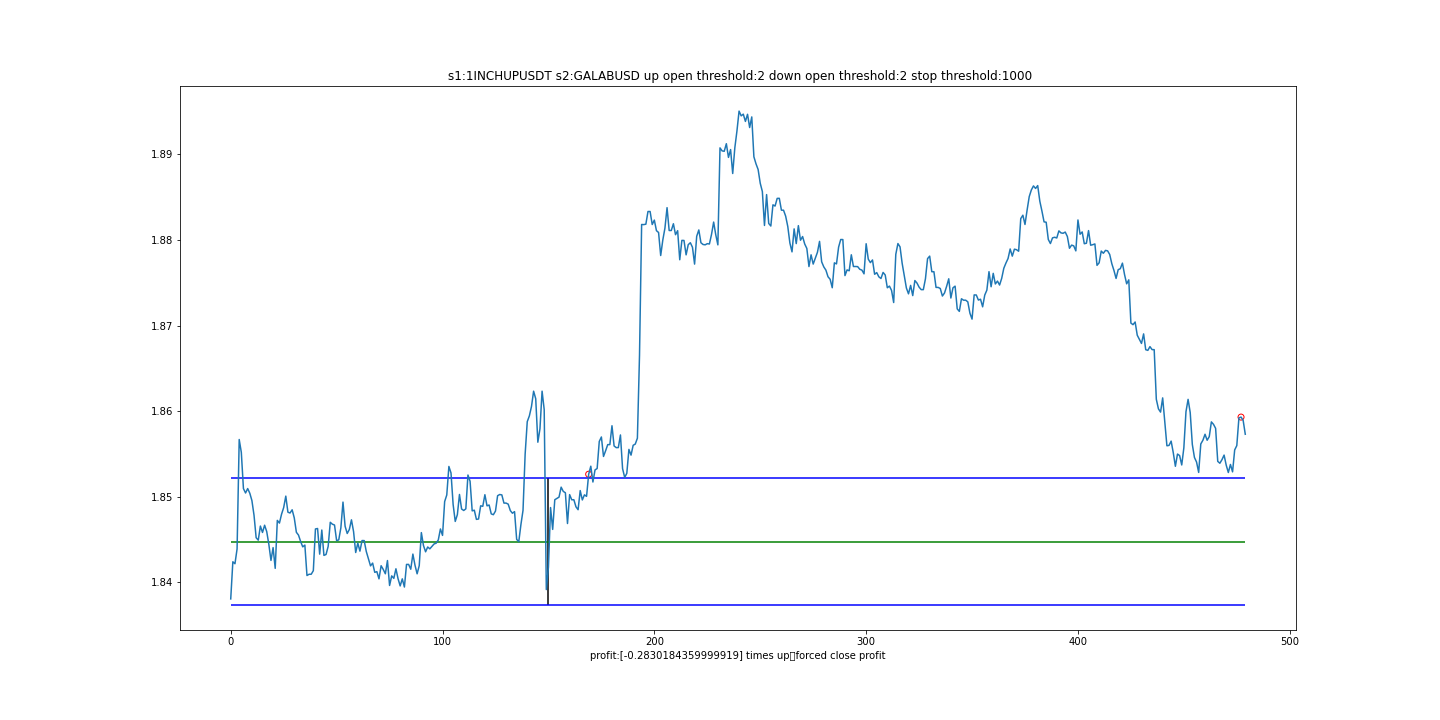 s1:1INCHUPUSDT s2:GALABUSD up open threshold:2 down open threshold:2 stop threshold:1000
1.89
1.88
1.87
1.86
1.85
1.84
0 100 200 300 400 500
profit:[-0.2830184359999919] times up▯forced close profit